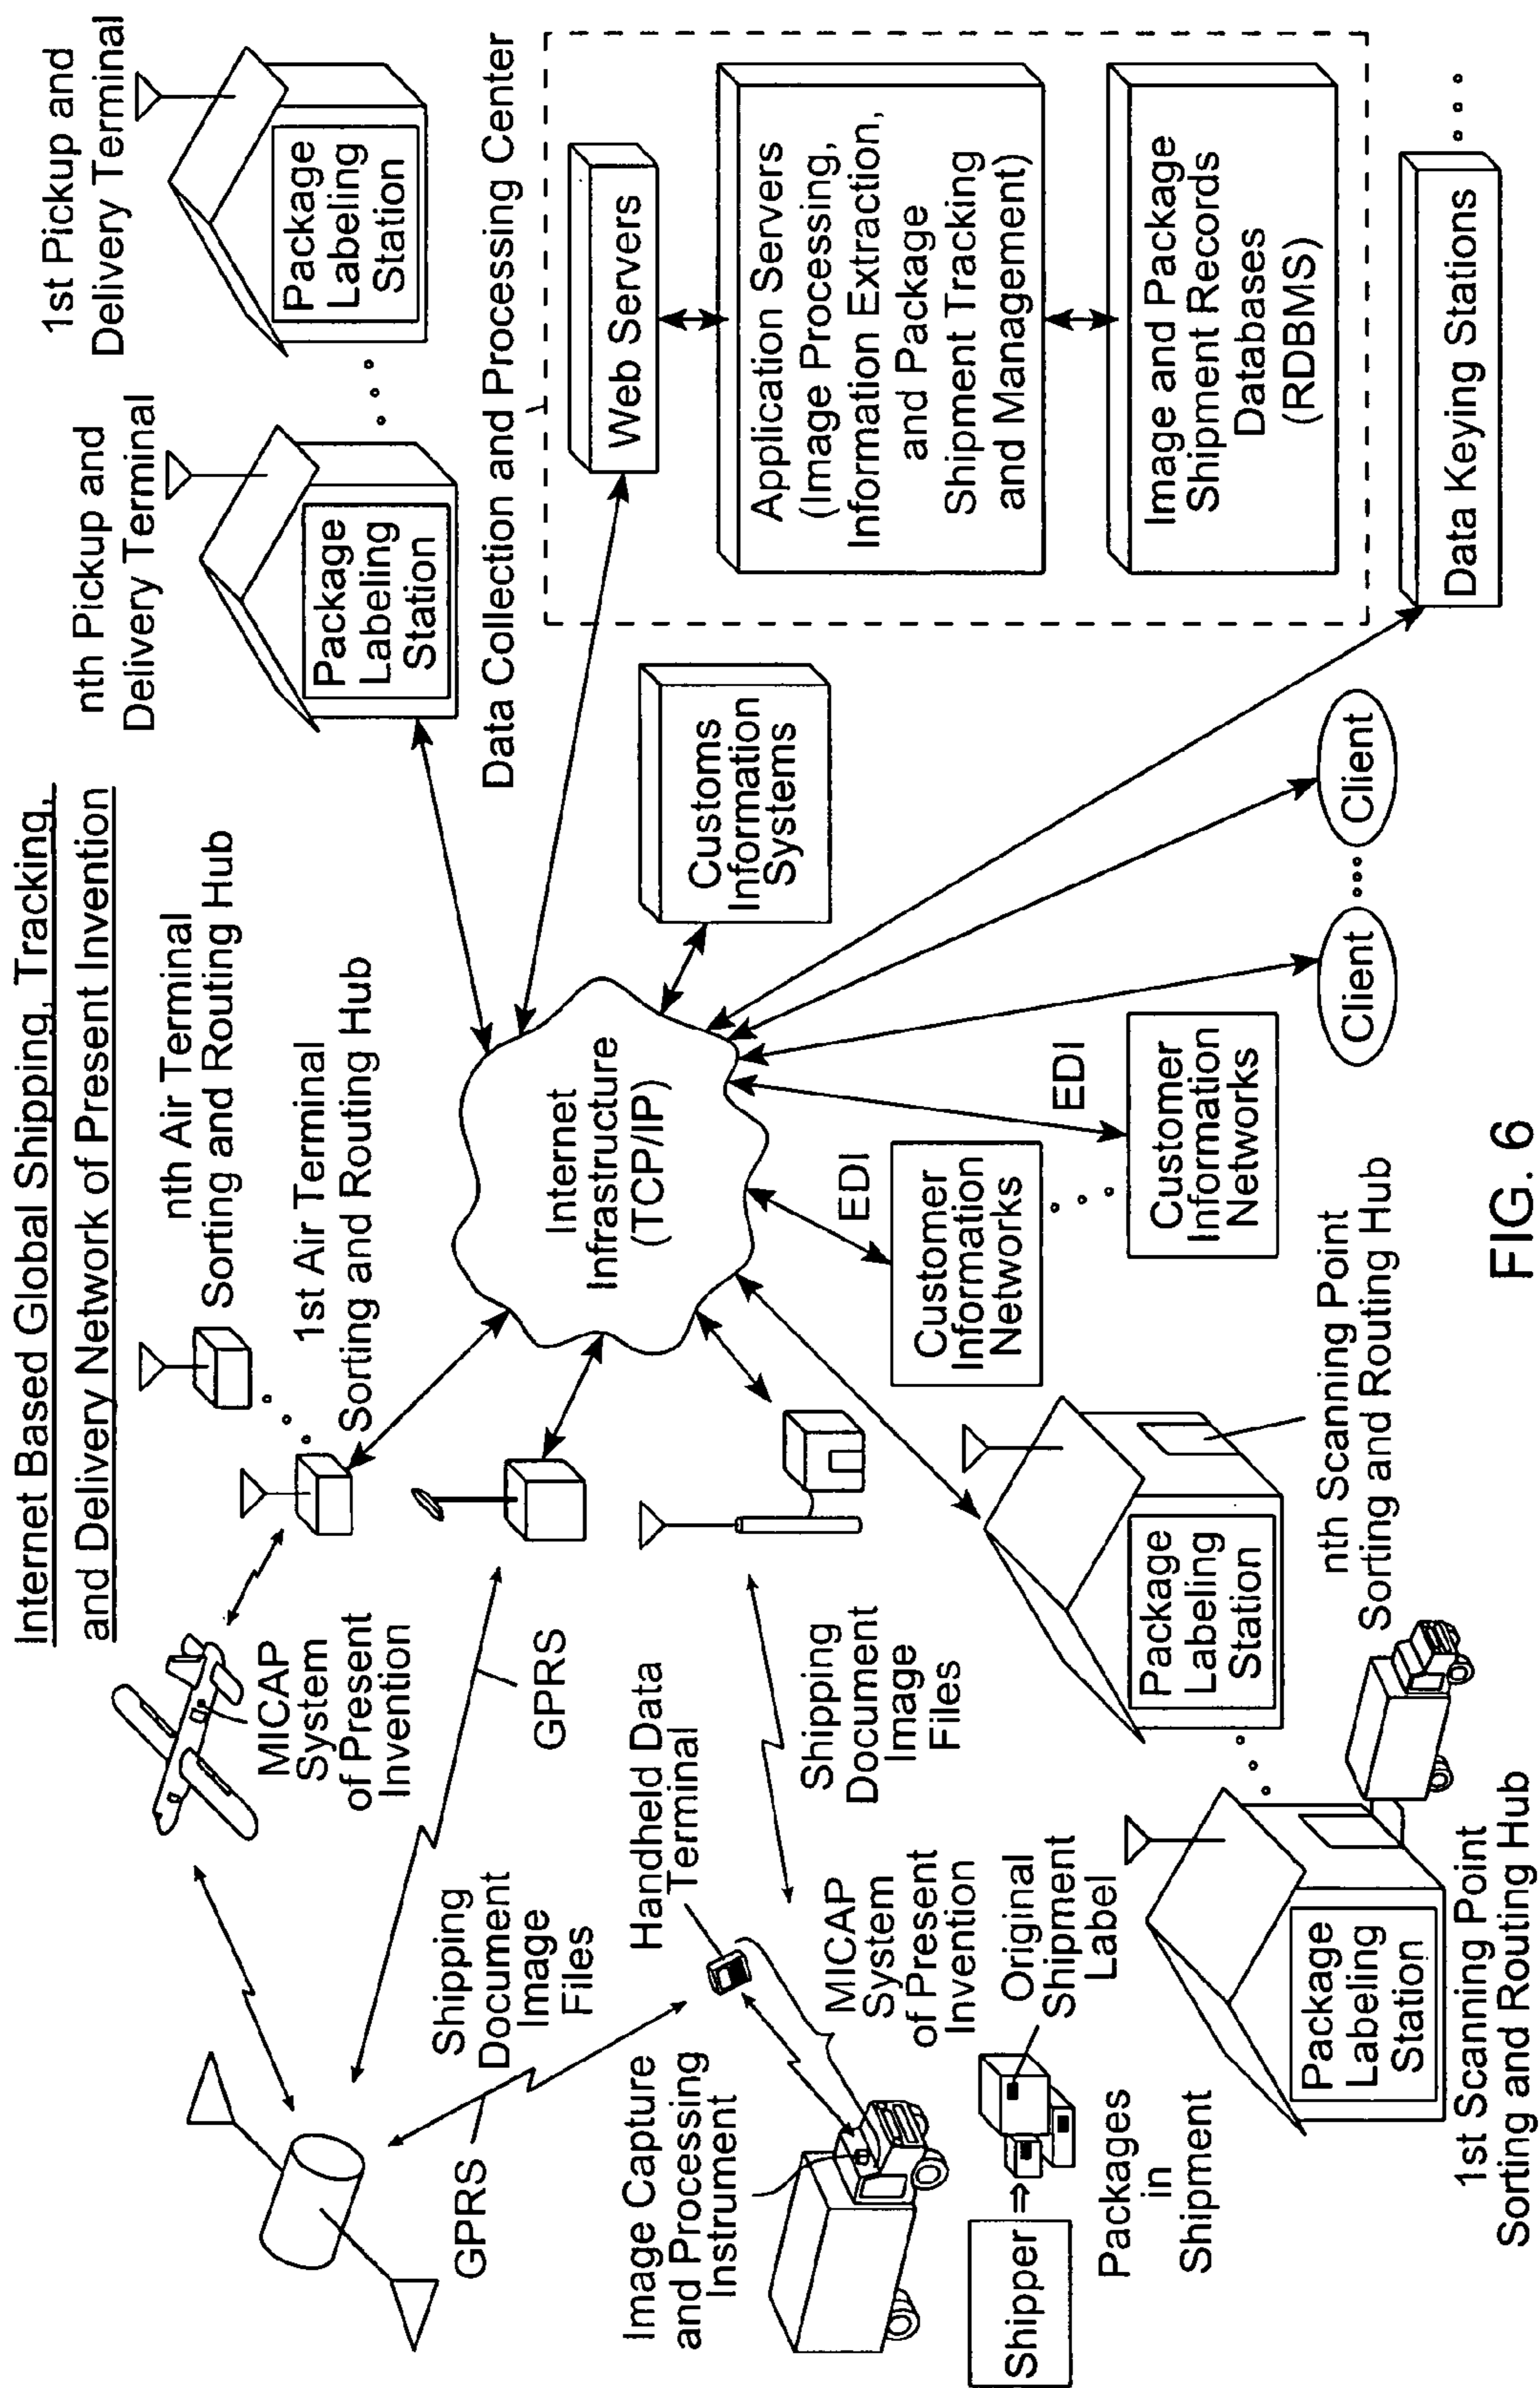 Internet Based Global Shipping, Tracking,
and Delivery Network of Present Invention
nth Air Terminal
Sorting and Routing Hub
1st Air Terminal
Sorting and Routing Hub
MICAP
System
of Present
Invention
GPRS
Shipping
Document
Image
Files
GPRS
Handheld Data
Terminal
Shipping
Document
Image
Files
Image Capture
and Processing
Instrument
MICAP
System
of Present
Invention
Original
Shipment
Label
Shipper ⇒
Packages
in
Shipment
Package
Labeling
Station
1st Scanning Point
Sorting and Routing Hub
Package
Labeling
Station
nth Scanning Point
Sorting and Routing Hub
Internet
Infrastructure
(TCP/IP)
EDI
Customer
Information
Networks
EDI
Customer
Information
Networks
Client
Client
Customs
Information
Systems
nth Pickup and
Delivery Terminal
Package
Labeling
Station
1st Pickup and
Delivery Terminal
Package
Labeling
Station
Data Collection and Processing Center
Web Servers
Application Servers
(Image Processing,
Information Extraction,
and Package
Shipment Tracking
and Management)
Image and Package
Shipment Records
Databases
(RDBMS)
Data Keying Stations
FIG. 6